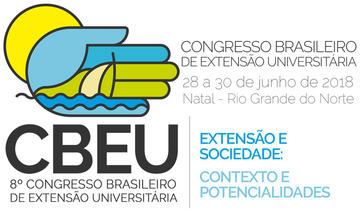 CONGRESSO BRASILEIRO
DE EXTENSÃO UNIVERSITÁRIA
28 a 30 de junho de 2018
Natal - Rio Grande do Norte
CBEU
8º CONGRESSO BRASILEIRO
DE EXTENSÃO UNIVERSITÁRIA
EXTENSÃO E
SOCIEDADE:
CONTEXTO E
POTENCIALIDADES